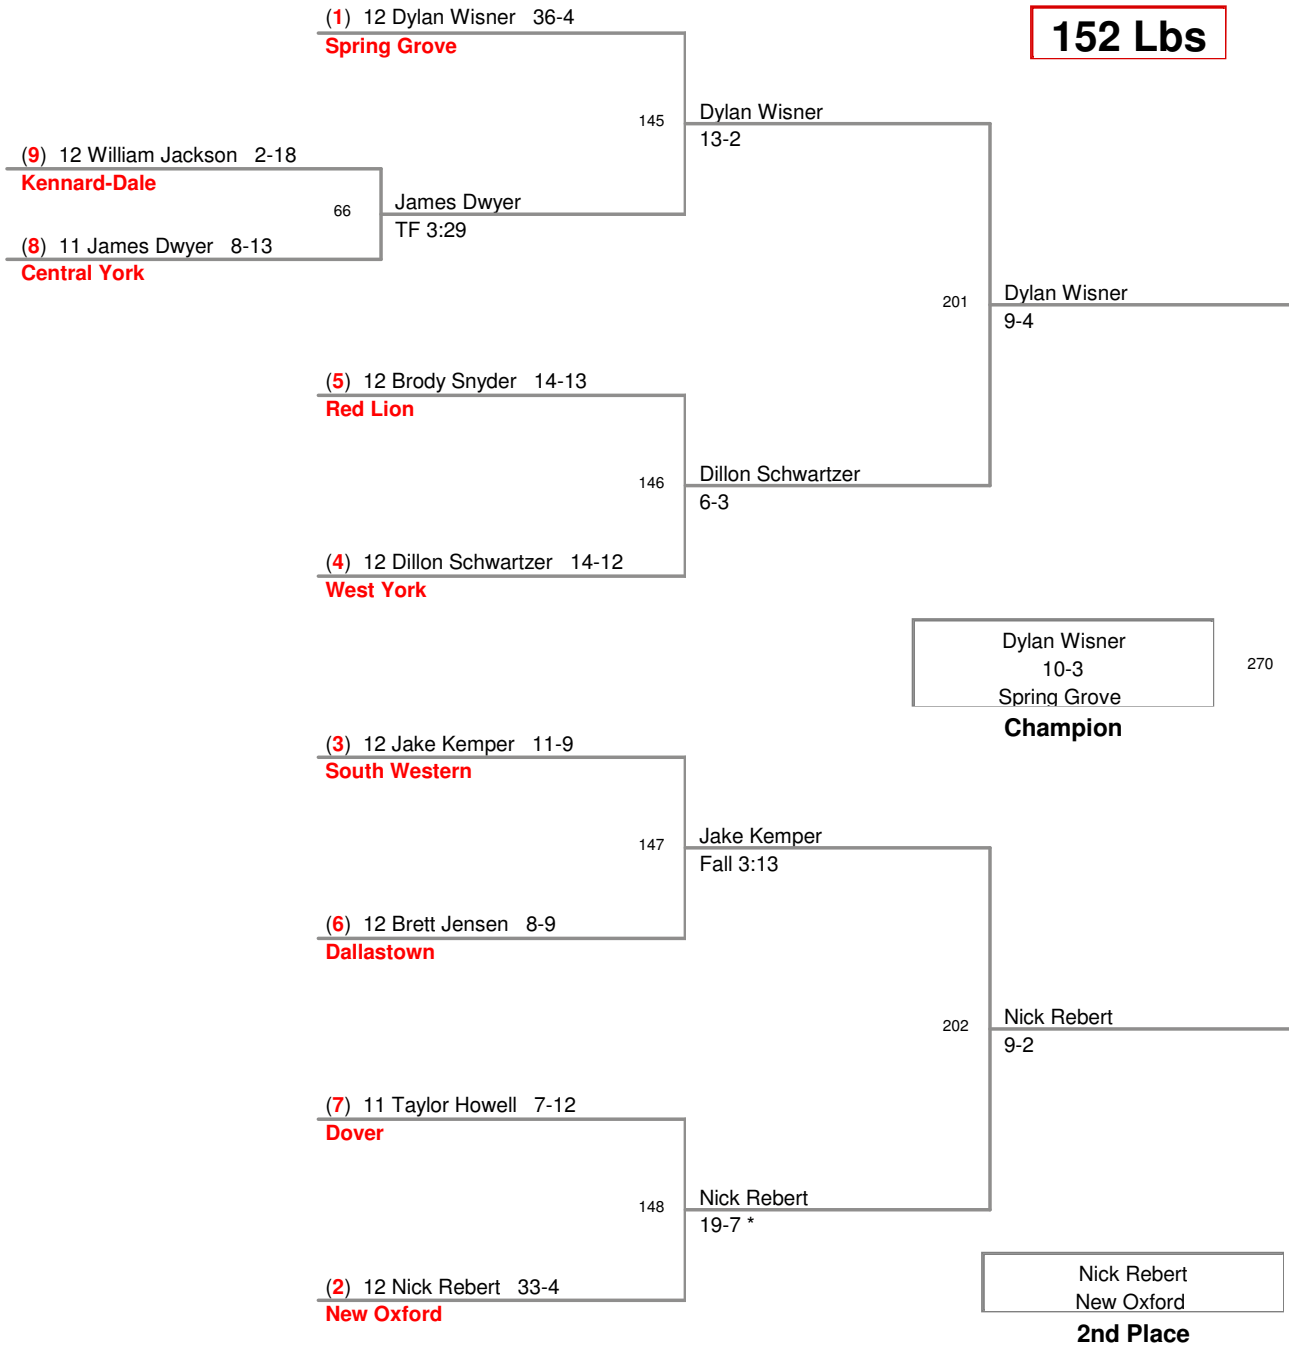 (1) 12 Dylan Wisner 36-4
Spring Grove
152 Lbs
145
Dylan Wisner
13-2
(9) 12 William Jackson 2-18
Kennard-Dale
66
James Dwyer
TF 3:29
(8) 11 James Dwyer 8-13
Central York
201
Dylan Wisner
9-4
(5) 12 Brody Snyder 14-13
Red Lion
146
Dillon Schwartzer
6-3
(4) 12 Dillon Schwartzer 14-12
West York
Dylan Wisner
10-3
Spring Grove
270
Champion
(3) 12 Jake Kemper 11-9
South Western
147
Jake Kemper
Fall 3:13
(6) 12 Brett Jensen 8-9
Dallastown
202
Nick Rebert
9-2
(7) 11 Taylor Howell 7-12
Dover
148
Nick Rebert
19-7 *
(2) 12 Nick Rebert 33-4
New Oxford
Nick Rebert
New Oxford
2nd Place